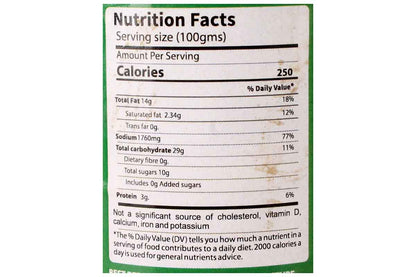 Nutrition Facts
Serving size (100gms)
Amount Per Serving
Calories 250
% Daily Value*
Total Fat 14g 18%
Saturated fat 2.34g 12%
Trans far 0g.
Sodium 1760mg 77%
Total carbohydrate 29g 11%
Dietary fibre 0g.
Total sugars 10g
Includes 0g Added sugars
Protein 3g. 6%
Not a significant source of cholesterol, vitamin D,
calcium, iron and potassium
*The % Daily Value (DV) tells you how much a nutrient in a
serving of food contributes to a daily diet. 2000 calories a
day is used for general nutrients advice.